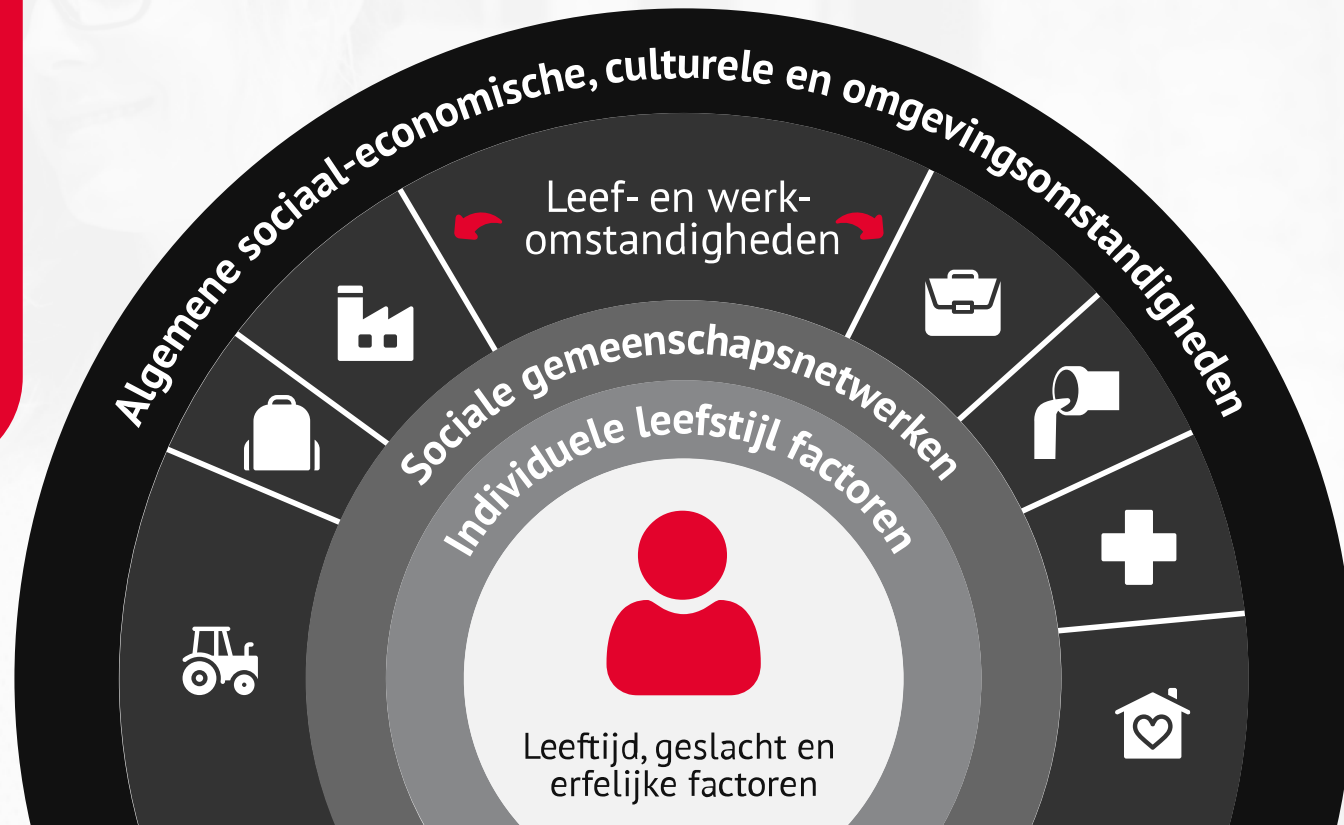 Algemene sociaal-economische, culturele en omgevingsomstandigheden
Leef- en werk-
omstandigheden
Sociale gemeenschapsnetwerken
Individuele leefstijl factoren
Leeftijd, geslacht en
erfelijke factoren